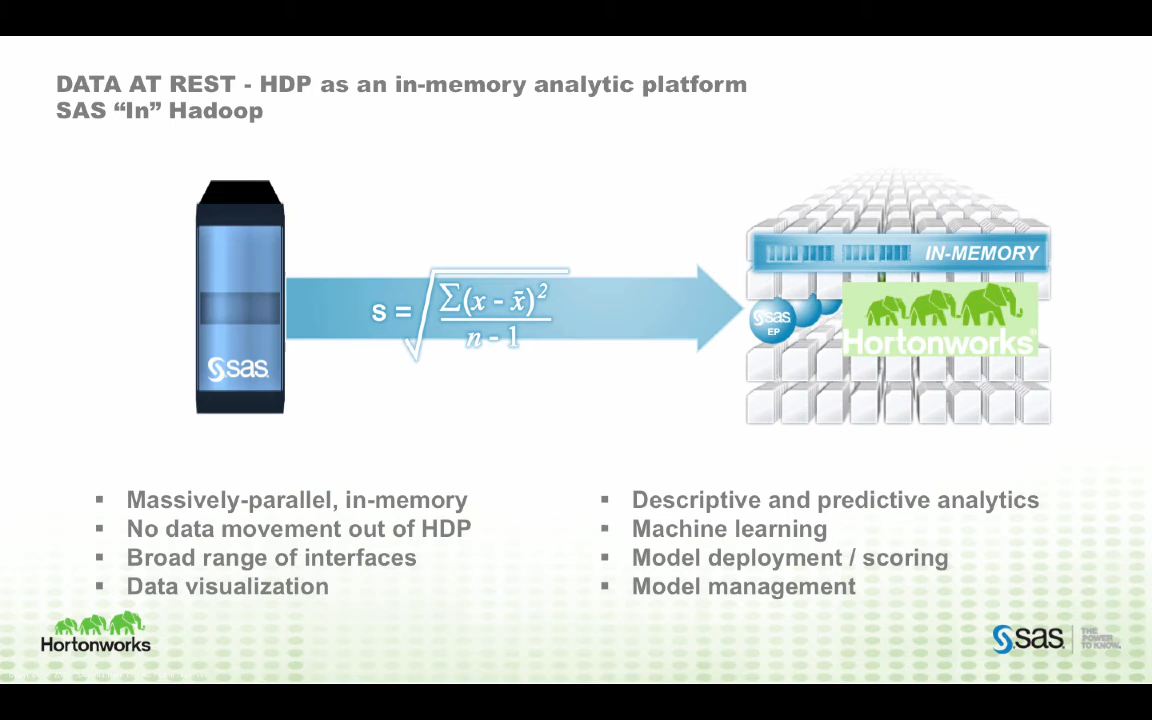 DATA AT REST - HDP as an in-memory analytic platform
SAS “In” Hadoop
IN-MEMORY
s = √ ∑(x - x̄)² / n - 1
sas
EP
Hortonworks®
sas
▪ Massively-parallel, in-memory
▪ No data movement out of HDP
▪ Broad range of interfaces
▪ Data visualization
▪ Descriptive and predictive analytics
▪ Machine learning
▪ Model deployment / scoring
▪ Model management
Hortonworks
sas
THE
POWER
TO KNOW.